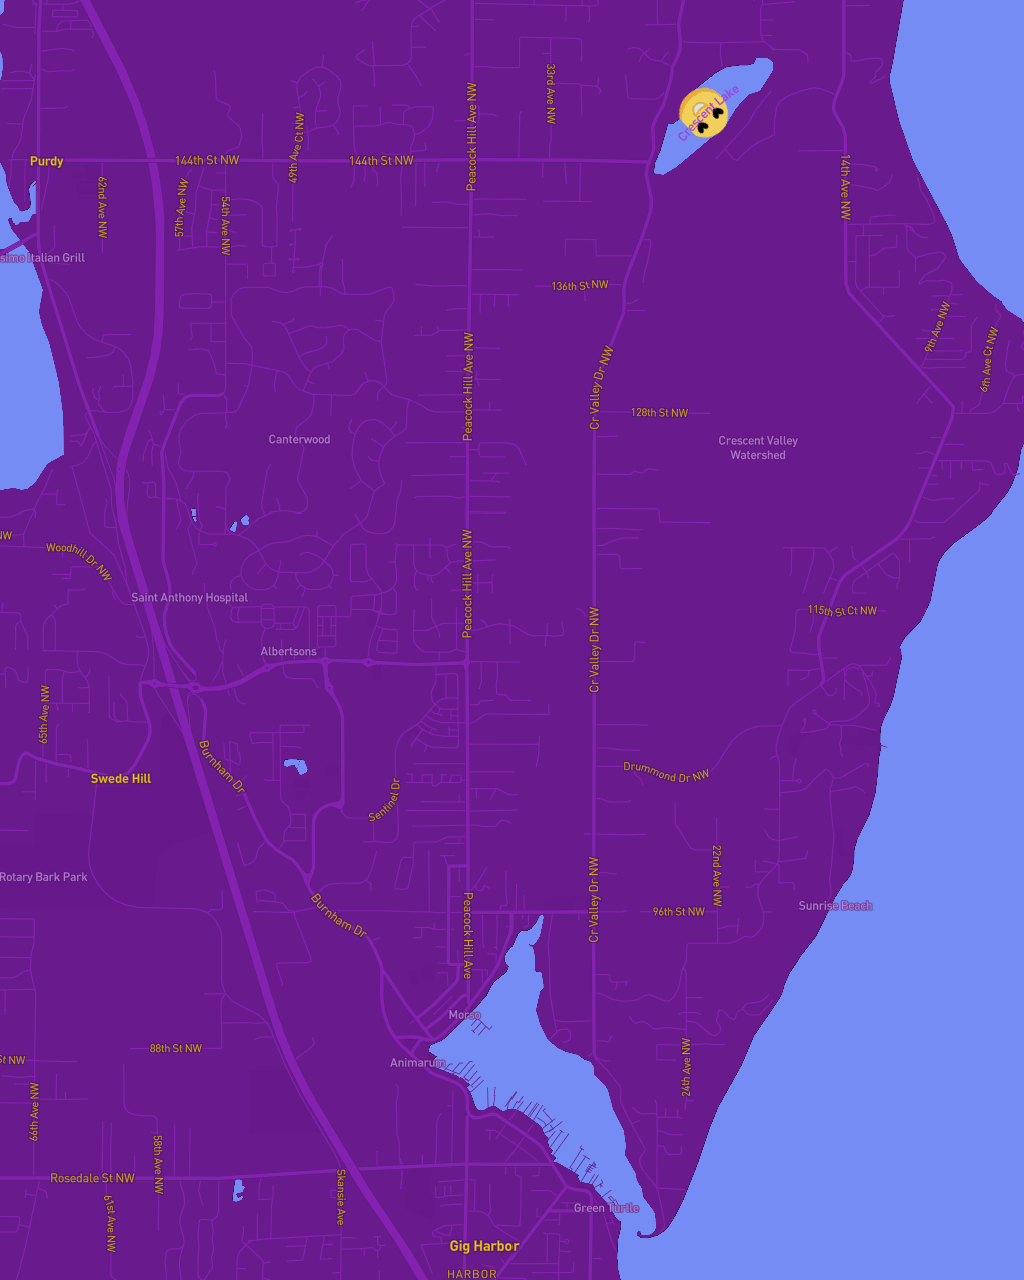 33rd Ave NW
Peacock Hill Ave NW
Crescent Lake
49th Ave Ct NW
Purdy
144th St NW
144th St NW
14th Ave NW
62nd Ave NW
57th Ave NW
54th Ave NW
simo Italian Grill
136th St NW
9th Ave NW
6th Ave Ct NW
Peacock Hill Ave NW
Cr Valley Dr NW
128th St NW
Canterwood
Crescent Valley
Watershed
NW
Woodhill Dr NW
Peacock Hill Ave NW
Saint Anthony Hospital
115th St Ct NW
Cr Valley Dr NW
Albertsons
65th Ave NW
Burnham Dr
Swede Hill
Drummond Dr NW
Sentinel Dr
22nd Ave NW
Rotary Bark Park
Cr Valley Dr NW
Peacock Hill Ave
Burnham Dr
96th St NW
Sunrise Beach
Morso
88th St NW
St NW
Animarum
24th Ave NW
66th Ave NW
58th Ave NW
Rosedale St NW
Skansie Ave
61st Ave NW
Green Turtle
Gig Harbor
HARBOR